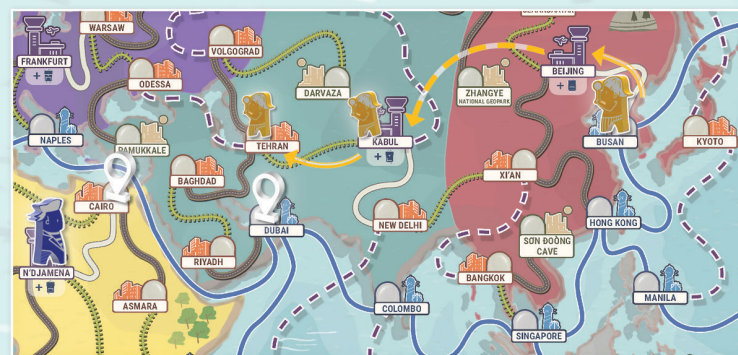 WARSAW
FRANKFURT
+
VOLGOGRAD
ODESSA
DARVAZA
ZHANGYE
NATIONAL GEOPARK
BEIJING
+
NAPLES
PAMUKKALE
TEHRAN
KABUL
+
BUSAN
KYOTO
BAGHDAD
XI'AN
CAIRO
DUBAI
NEW DELHI
HONG KONG
SƠN ĐOÒNG
CAVE
RIYADH
N'DJAMENA
+
BANGKOK
ASMARA
COLOMBO
MANILA
SINGAPORE